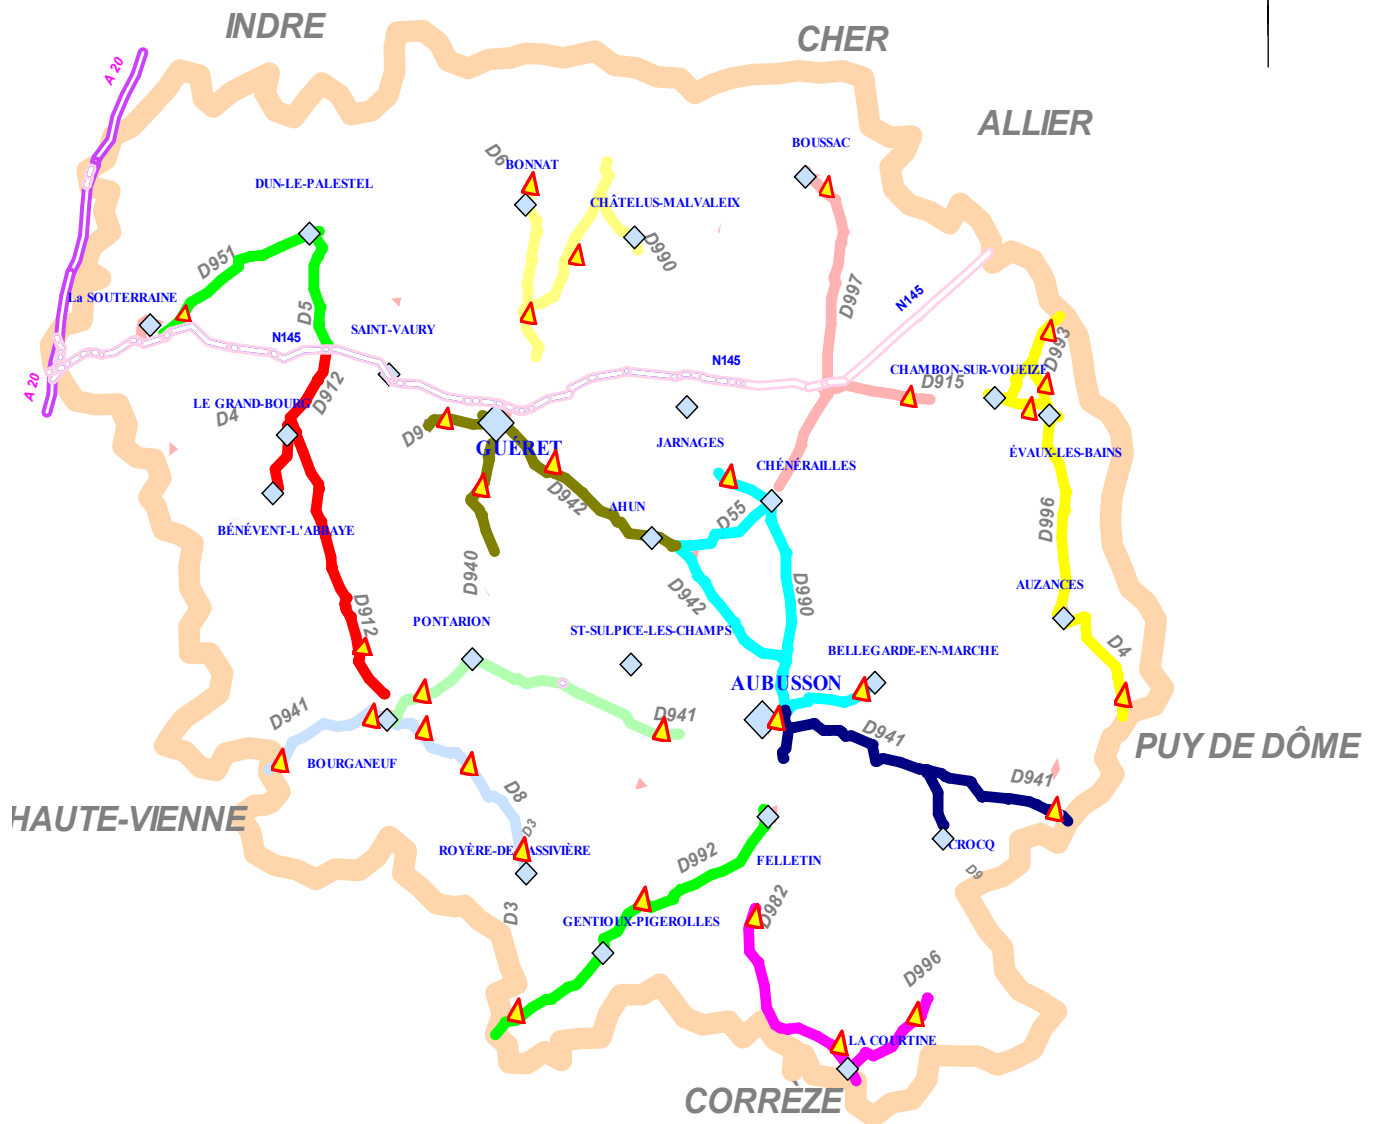 INDRE
CHER
A 20
ALLIER
BOUSSAC
D6
BONNAT
DUN-LE-PALESTEL
CHÂTELUS-MALVALEIX
D951
D990
D997
La SOUTERRAINE
D5
N145
SAINT-VAURY
N145
N145
D993
CHAMBON-SUR-VOUEIZE
A 20
D912
D915
LE GRAND-BOURG
D4
D9
GUÉRET
JARNAGES
ÉVAUX-LES-BAINS
CHÉNÉRAILLES
D942
AHUN
D55
D996
BÉNÉVENT-L'ABBAYE
D940
D942
D990
AUZANCES
D912
PONTARION
ST-SULPICE-LES-CHAMPS
D4
BELLEGARDE-EN-MARCHE
AUBUSSON
D941
D941
D941
PUY DE DÔME
BOURGANEUF
D8
D941
HAUTE-VIENNE
D3
ROYÈRE-DE-VASSIVIÈRE
D992
FELLETIN
CROCQ
D9
D3
GENTIOUX-PIGEROLLES
D982
D996
LA COURTINE
CORRÈZE